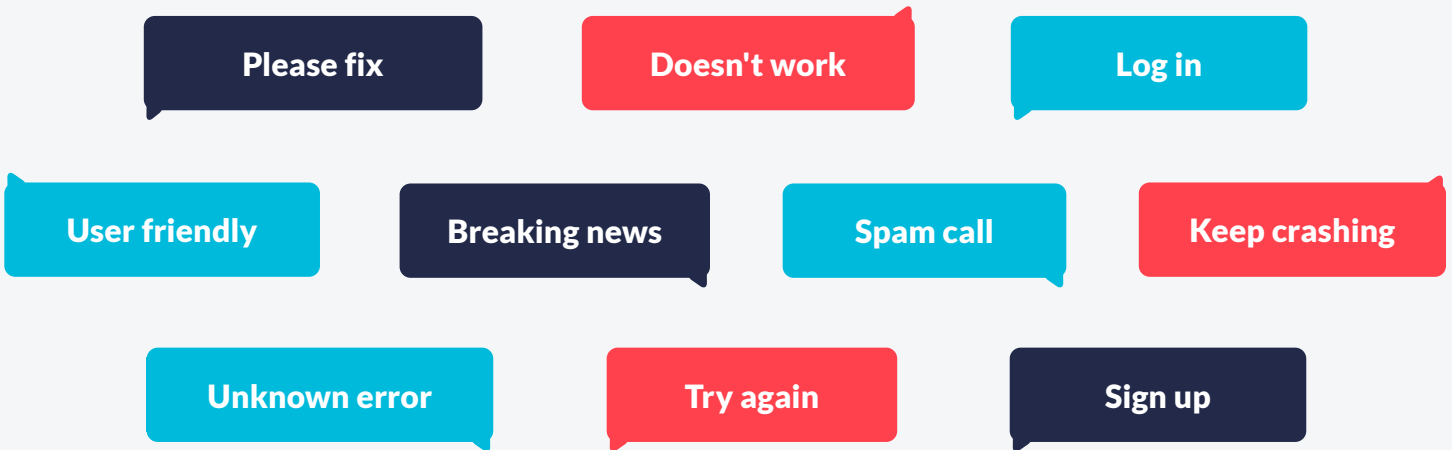 Please fix
Doesn't work
Log in
User friendly
Breaking news
Spam call
Keep crashing
Unknown error
Try again
Sign up